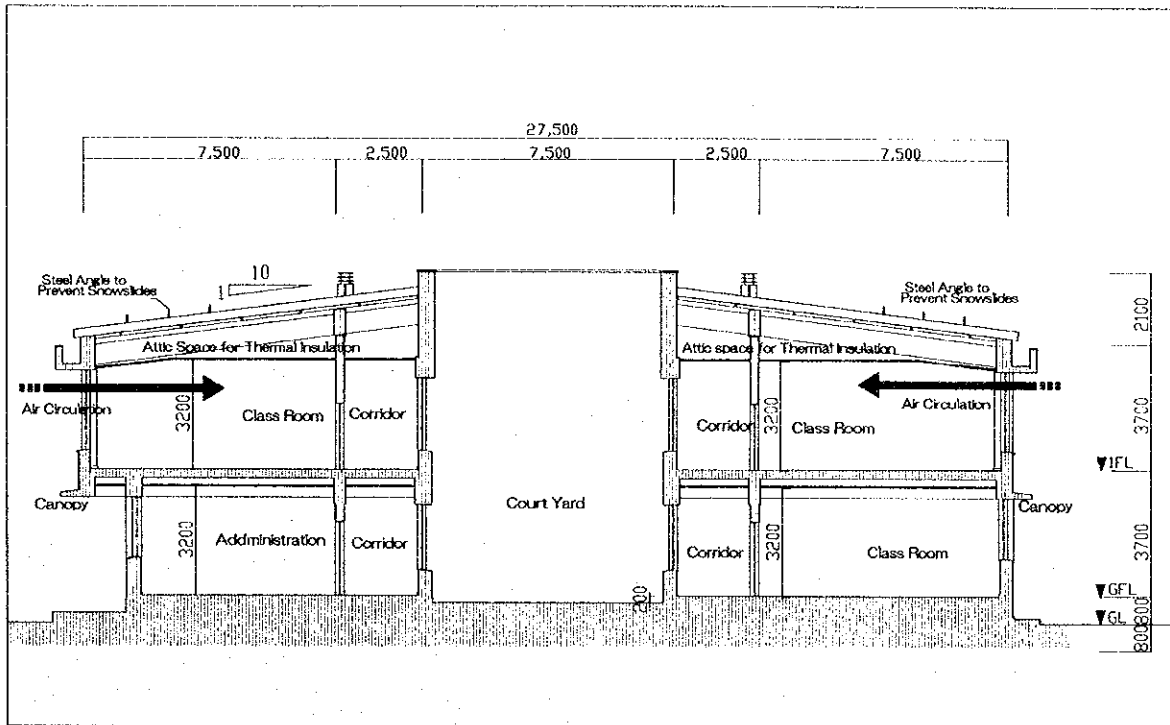 27,500
7,500 2,500 7,500 2,500 7,500
Steel Angle to
Prevent Snowslides
10
1
Steel Angle to
Prevent Snowslides
2100
Attic Space for Thermal Insulation
Attic space for Thermal Insulation
Air Circulation
Air Circulation
3200
Class Room
Corridor
Corridor
3200
Class Room
3700
1FL
Canopy
Court Yard
Canopy
3200
Addministration
Corridor
Corridor
3200
Class Room
3700
200
GFL
GL
800
800